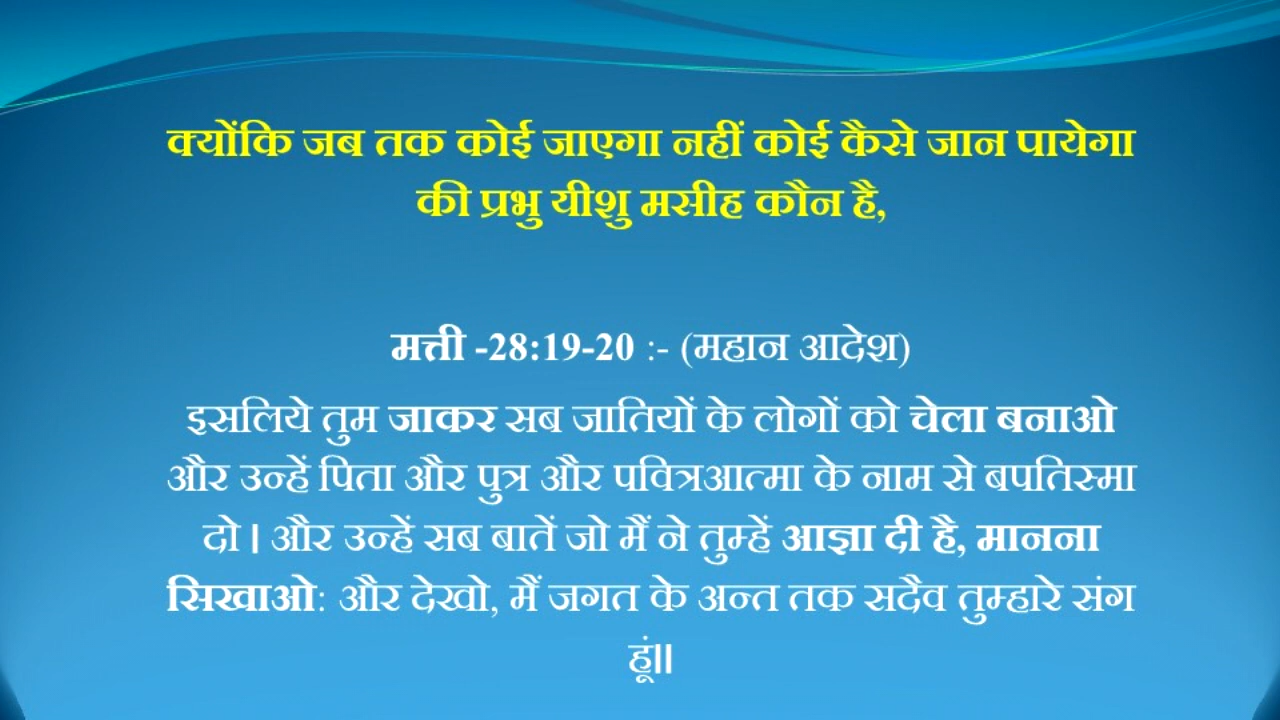 क्योंकि जब तक कोई जाएगा नहीं कोई कैसे जान पायेगा
की प्रभु यीशु मसीह कौन है,
मत्ती -28:19-20 :- (महान आदेश)
इसलिये तुम जाकर सब जातियों के लोगों को चेला बनाओ
और उन्हें पिता और पुत्र और पवित्रआत्मा के नाम से बपतिस्मा
दो। और उन्हें सब बातें जो मैं ने तुम्हें आज्ञा दी है, मानना
सिखाओ: और देखो, मैं जगत के अन्त तक सदैव तुम्हारे संग
हूं॥